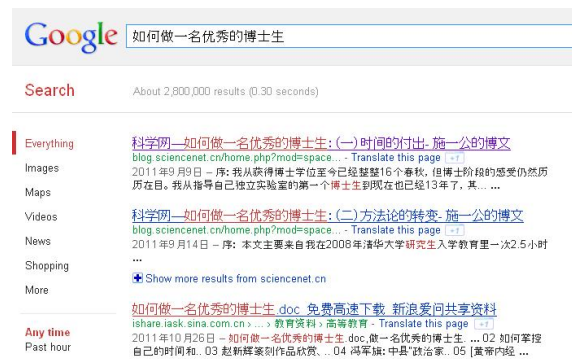 Google 如何做一名优秀的博士生
Search About 2,800,000 results (0.30 seconds)
Everything
Images
Maps
Videos
News
Shopping
More
Any time
Past hour
科学网—如何做一名优秀的博士生:(一)时间的付出- 施一公的博文
blog.sciencenet.cn/home.php?mod=space... - Translate this page +1
2011年9月9日 – 序: 我从获得博士学位至今已经整整16个春秋，但博士阶段的感受仍然历
历在目。我从指导自己独立实验室的第一个博士生到现在也已经13年了，其... ...
科学网—如何做一名优秀的博士生:(二)方法论的转变- 施一公的博文
blog.sciencenet.cn/home.php?mod=space... - Translate this page +1
2011年9月14日 – 序: 本文主要来自我在2008年清华大学研究生入学教育里一次2.5小时
...
Show more results from sciencenet.cn
如何做一名优秀的博士生.doc 免费高速下载 新浪爱问共享资料
ishare.iask.sina.com.cn › ... › 教育资料 › 高等教育 - Translate this page +1
2011年10月26日 – 如何做一名优秀的博士生.doc,做一名优秀的博士生. ... 02 如何掌控
自己的时间和.. 03 赵新辉篆刻作品欣赏、.. 04 冯军旗: 中县"政治家.. 05 [黄帝内经 ...